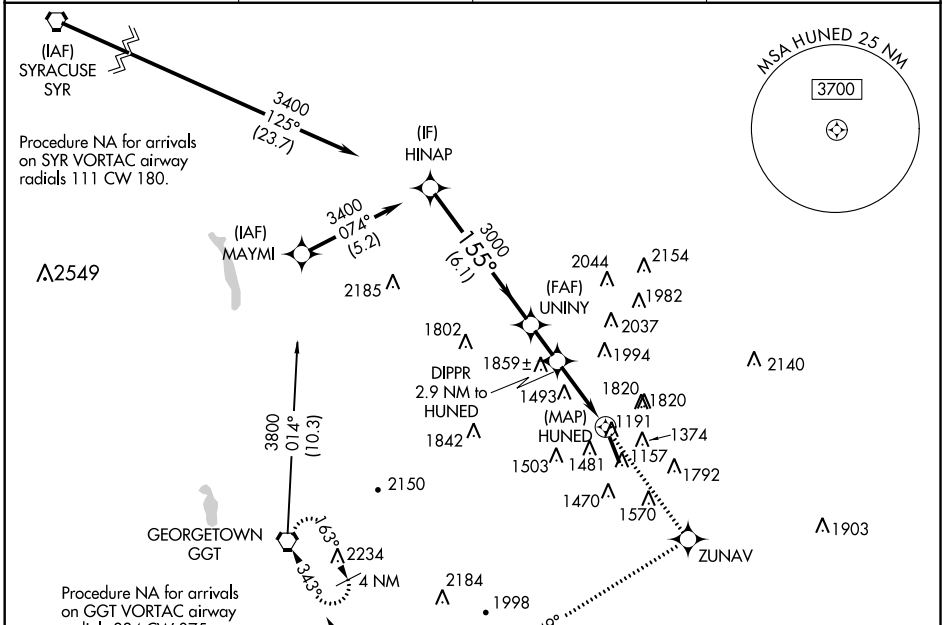 (IAF)
SYRACUSE
SYR
3400
125°
(23.7)
Procedure NA for arrivals
on SYR VORTAC airway
radials 111 CW 180.
MSA HUNED 25 NM
3700
(IF)
HINAP
(IAF)
MAYMI
3400
074°
(5.2)
3000
155°
(6.1)
2549
2185
2044
2154
(FAF)
UNINY
1982
2037
1802
1994
1859±
2140
DIPPR
2.9 NM to
HUNED
1493
1820
1820
(MAP)
HUNED
1191
1374
1842
1503
1481
1157
1792
3800
014°
(10.3)
2150
1470
1570
1903
GEORGETOWN
GGT
163°
343°
2234
4 NM
ZUNAV
2184
1998
Procedure NA for arrivals
on GGT VORTAC airway